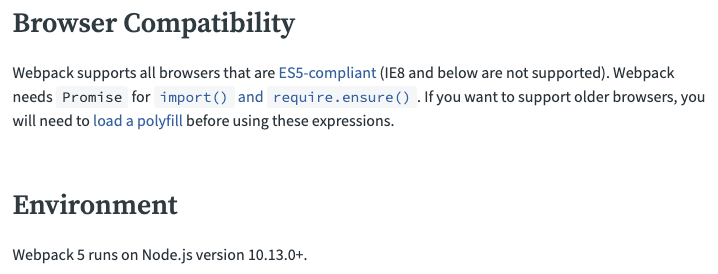 Browser Compatibility
Webpack supports all browsers that are ES5-compliant (IE8 and below are not supported). Webpack
needs Promise for import() and require.ensure() . If you want to support older browsers, you
will need to load a polyfill before using these expressions.
Environment
Webpack 5 runs on Node.js version 10.13.0+.